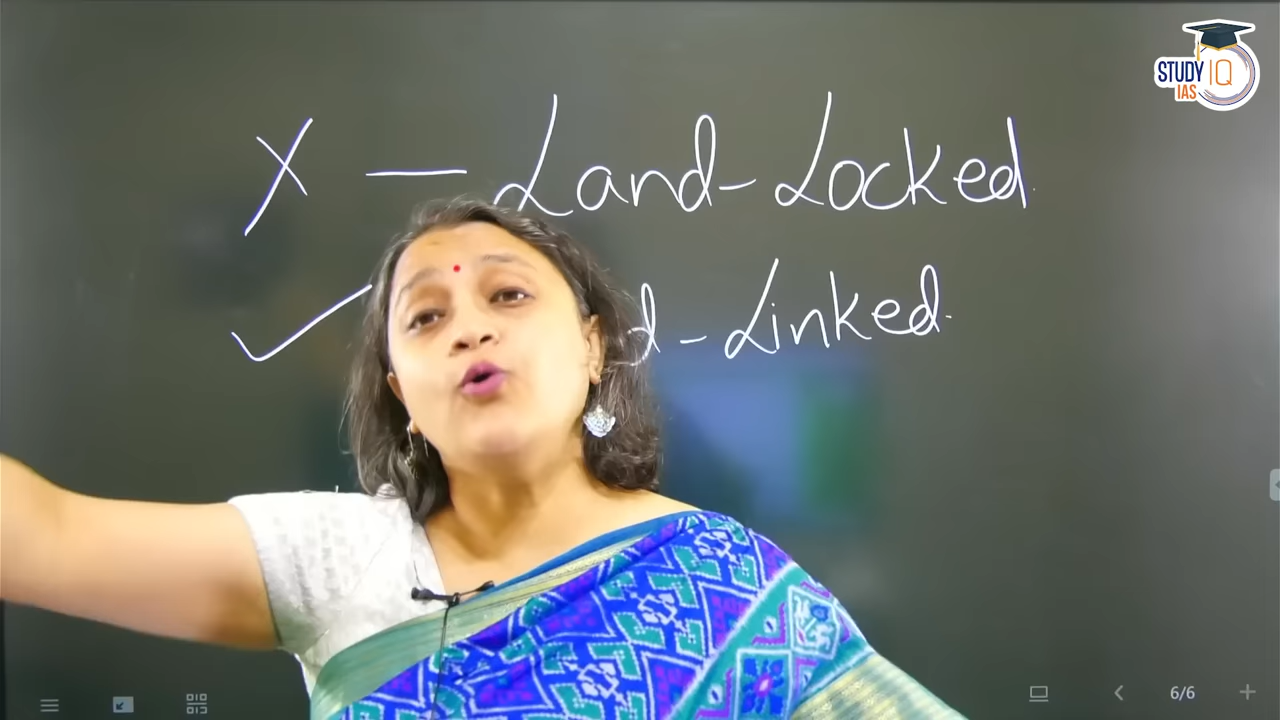 STUDY IQ
IAS
X — Land-Locked
✓ d-Linked.
6/6